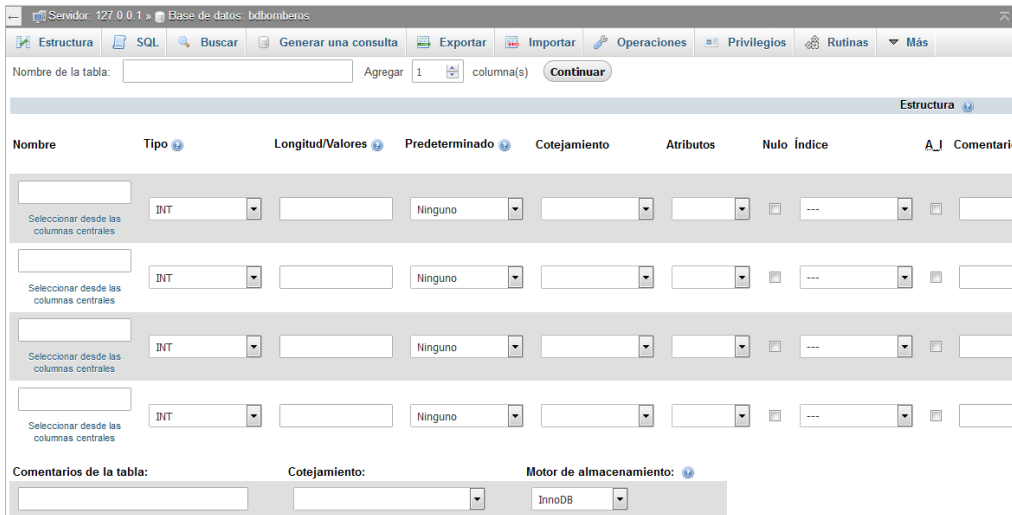 Servidor: 127.0.0.1 » Base de datos: bdbomberos
Estructura SQL Buscar Generar una consulta Exportar Importar Operaciones Privilegios Rutinas Más
Nombre de la tabla: Agregar 1 columna(s) Continuar
Estructura
Nombre Tipo Longitud/Valores Predeterminado Cotejamiento Atributos Nulo Índice A_I Comentari
INT Ninguno ---
Seleccionar desde las
columnas centrales
INT Ninguno ---
Seleccionar desde las
columnas centrales
INT Ninguno ---
Seleccionar desde las
columnas centrales
INT Ninguno ---
Seleccionar desde las
columnas centrales
Comentarios de la tabla: Cotejamiento: Motor de almacenamiento:
InnoDB